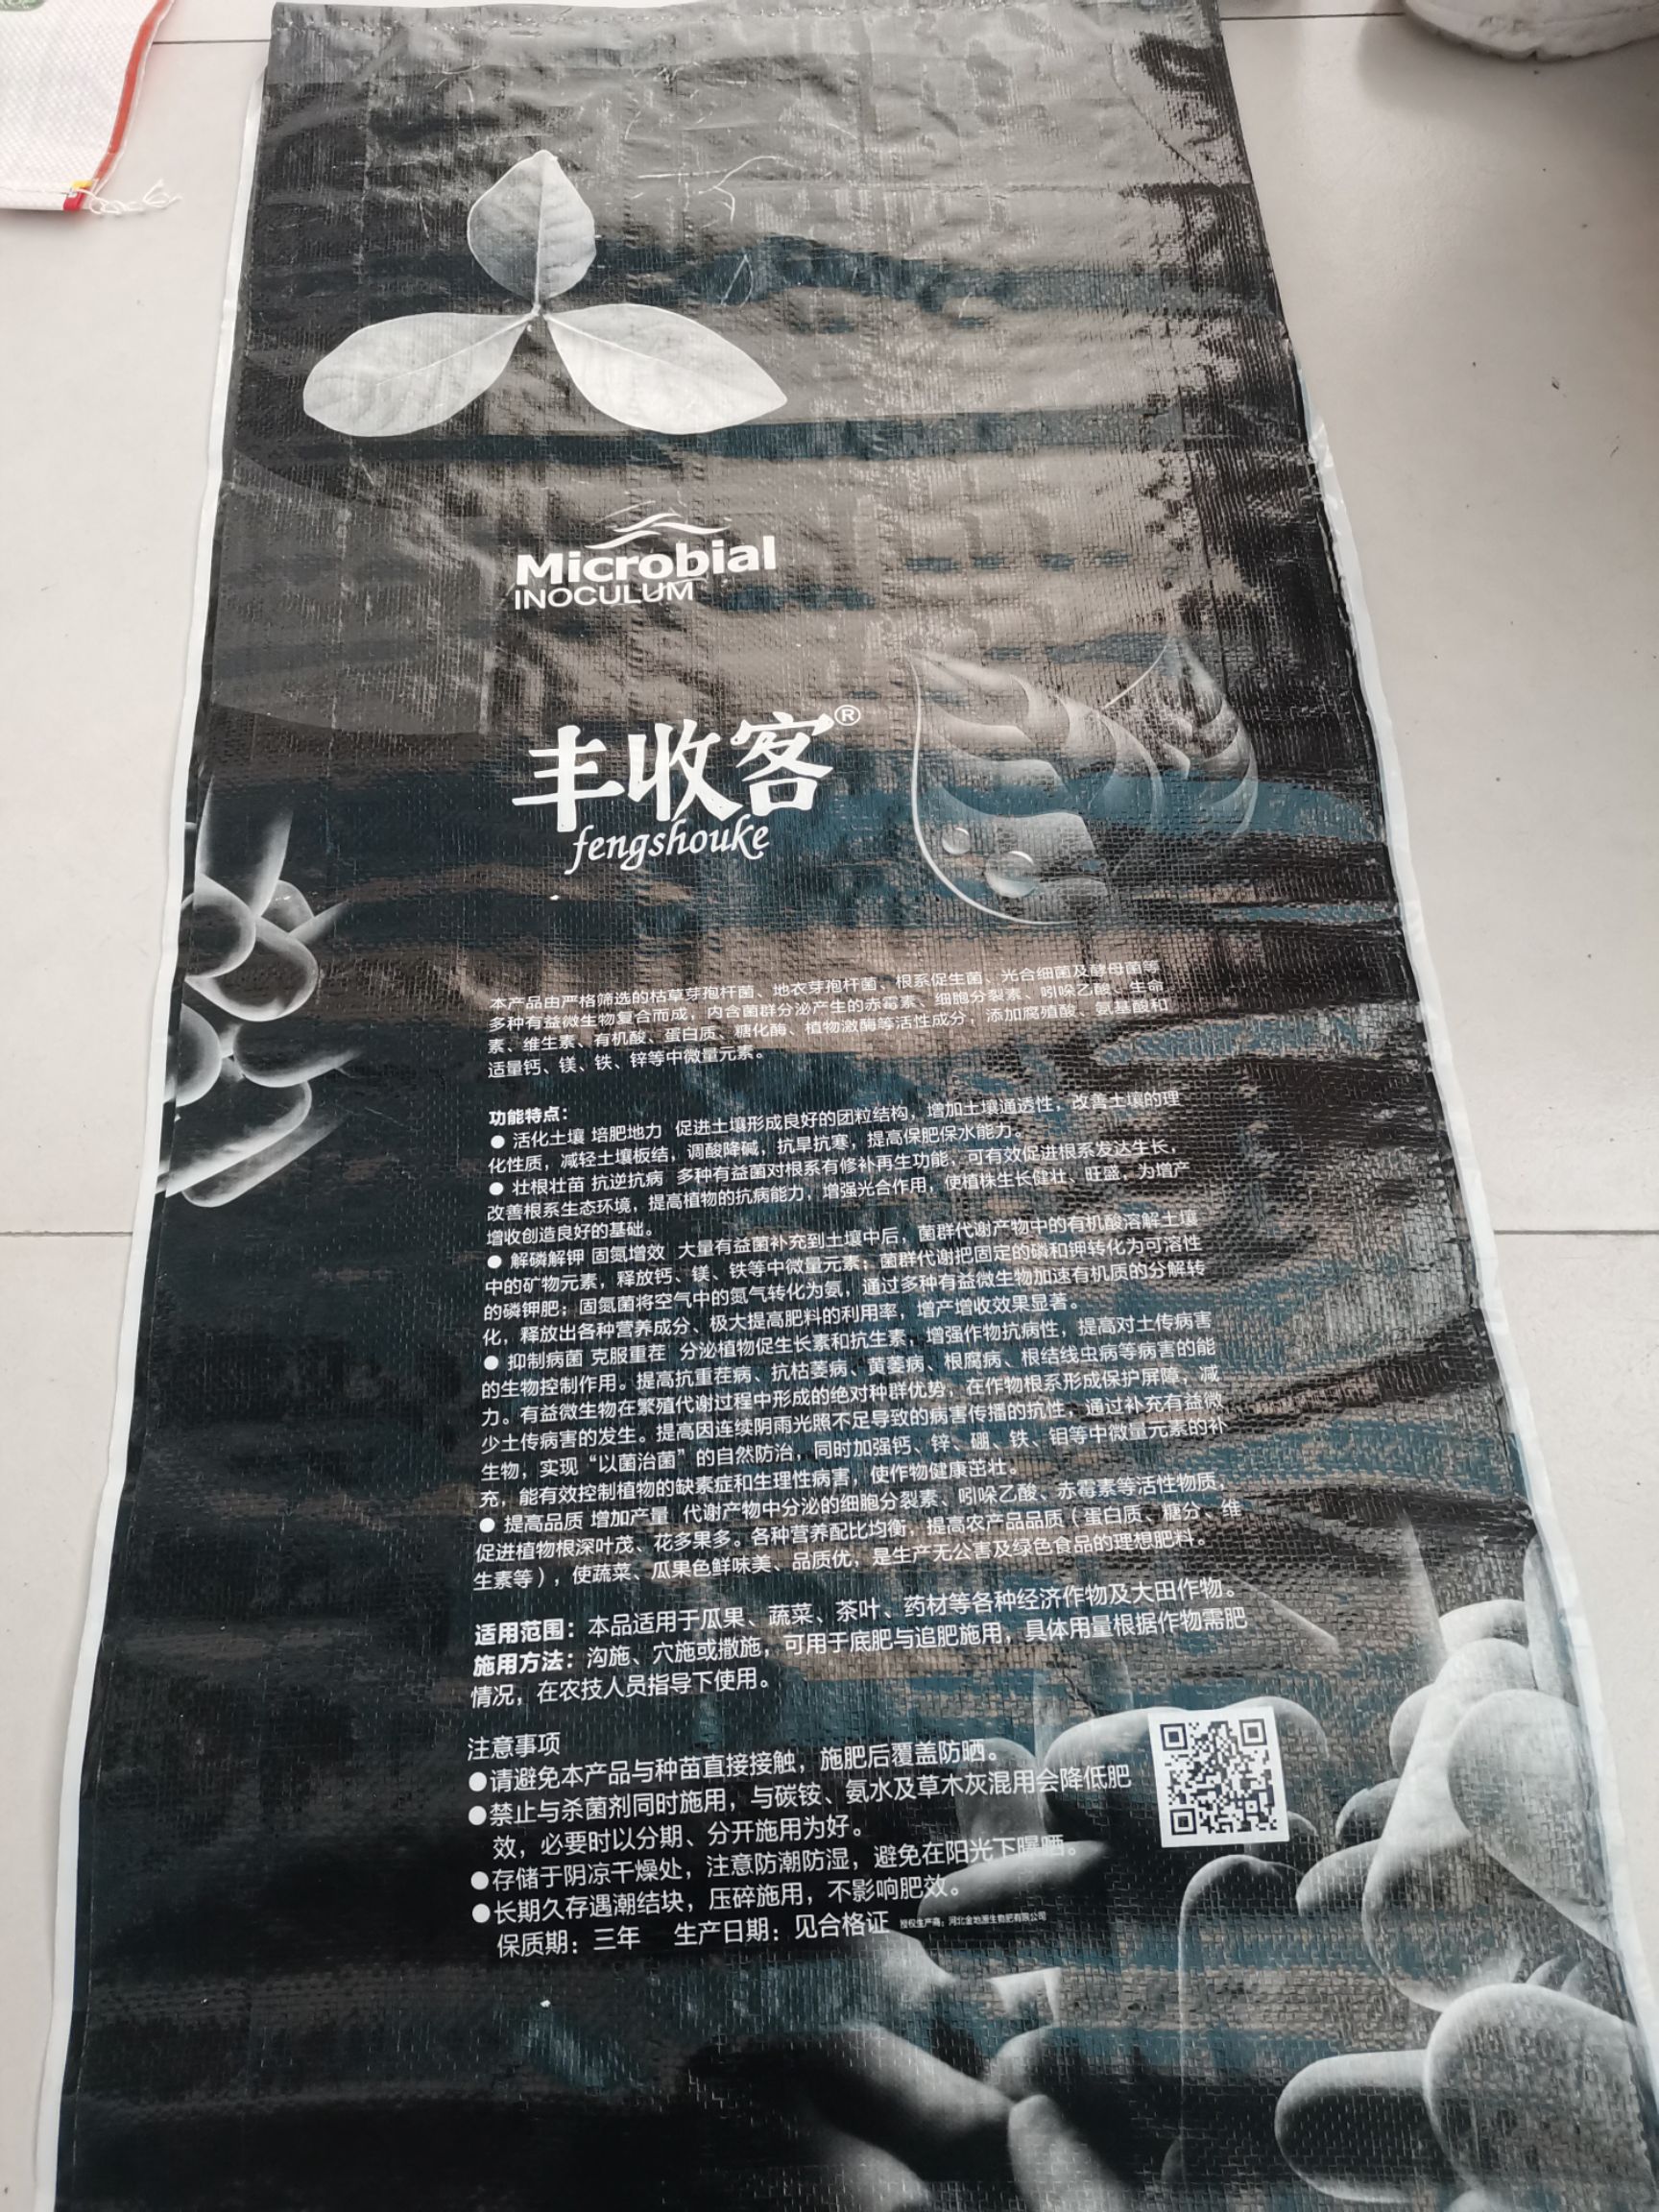 Microbial
INOCULUM
丰收客®
fengshouke
本产品由严格筛选的枯草芽孢杆菌、地衣芽孢杆菌、根系促生菌、光合细菌及酵母菌等
多种有益微生物复合而成，内含菌群分泌产生的赤霉素、细胞分裂素、吲哚乙酸、生命
素、维生素、有机酸、蛋白质、糖化酶、植物激酶等活性成分；添加腐殖酸、氨基酸和
适量钙、镁、铁、锌等中微量元素。
功能特点：
● 活化土壤 培肥地力 促进土壤形成良好的团粒结构，增加土壤通透性，改善土壤的理
化性质，减轻土壤板结，调酸降碱，抗旱抗寒，提高保肥保水能力。
● 壮根壮苗 抗逆抗病 多种有益菌对根系有修补再生功能，可有效促进根系发达生长，
改善根系生态环境，提高植物的抗病能力，增强光合作用，使植株生长健壮、旺盛，为增产
增收创造良好的基础。
● 解磷解钾 固氮增效 大量有益菌补充到土壤中后，菌群代谢产物中的有机酸溶解土壤
中的矿物元素，释放钙、镁、铁等中微量元素；菌群代谢把固定的磷和钾转化为可溶性
的磷钾肥；固氮菌将空气中的氮气转化为氨，通过多种有益微生物加速有机质的分解转
化，释放出各种营养成分、极大提高肥料的利用率，增产增收效果显著。
● 抑制病菌 克服重茬 分泌植物促生长素和抗生素，增强作物抗病性，提高对土传病害
的生物控制作用。提高抗重茬病、抗枯萎病、黄萎病、根腐病、根结线虫病等病害的能
力。有益微生物在繁殖代谢过程中形成的绝对种群优势，在作物根系形成保护屏障，减
少土传病害的发生。提高因连续阴雨光照不足导致的病害传播的抗性，通过补充有益微
生物，实现“以菌治菌”的自然防治，同时加强钙、锌、硼、铁、钼等中微量元素的补
充，能有效控制植物的缺素症和生理性病害，使作物健康茁壮。
● 提高品质 增加产量 代谢产物中分泌的细胞分裂素、吲哚乙酸、赤霉素等活性物质，
促进植物根深叶茂、花多果多。各种营养配比均衡，提高农产品品质（蛋白质、糖分、维
生素等），使蔬菜、瓜果色鲜味美、品质优，是生产无公害及绿色食品的理想肥料。
适用范围：本品适用于瓜果、蔬菜、茶叶、药材等各种经济作物及大田作物。
施用方法：沟施、穴施或撒施，可用于底肥与追肥施用，具体用量根据作物需肥
情况，在农技人员指导下使用。
注意事项
●请避免本产品与种苗直接接触，施肥后覆盖防晒。
●禁止与杀菌剂同时施用，与碳铵、氨水及草木灰混用会降低肥
效，必要时以分期、分开施用为好。
●存储于阴凉干燥处，注意防潮防湿，避免在阳光下曝晒。
●长期久存遇潮结块，压碎施用，不影响肥效。
保质期：三年 生产日期：见合格证 授权生产商：河北金地源生物肥有限公司